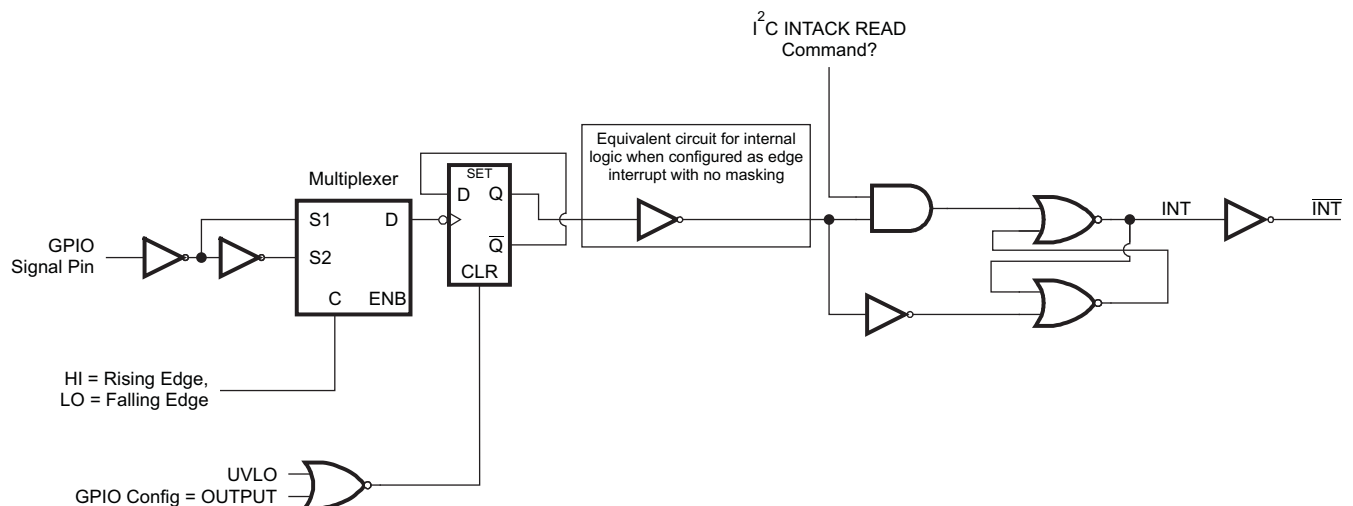 I²C INTACK READ
Command?
Equivalent circuit for internal
logic when configured as edge
interrupt with no masking
Multiplexer
SET
D
Q
S1
D
S2
Q̅
CLR
C
ENB
GPIO
Signal Pin
INT
I̅N̅T̅
HI = Rising Edge,
LO = Falling Edge
UVLO
GPIO Config = OUTPUT